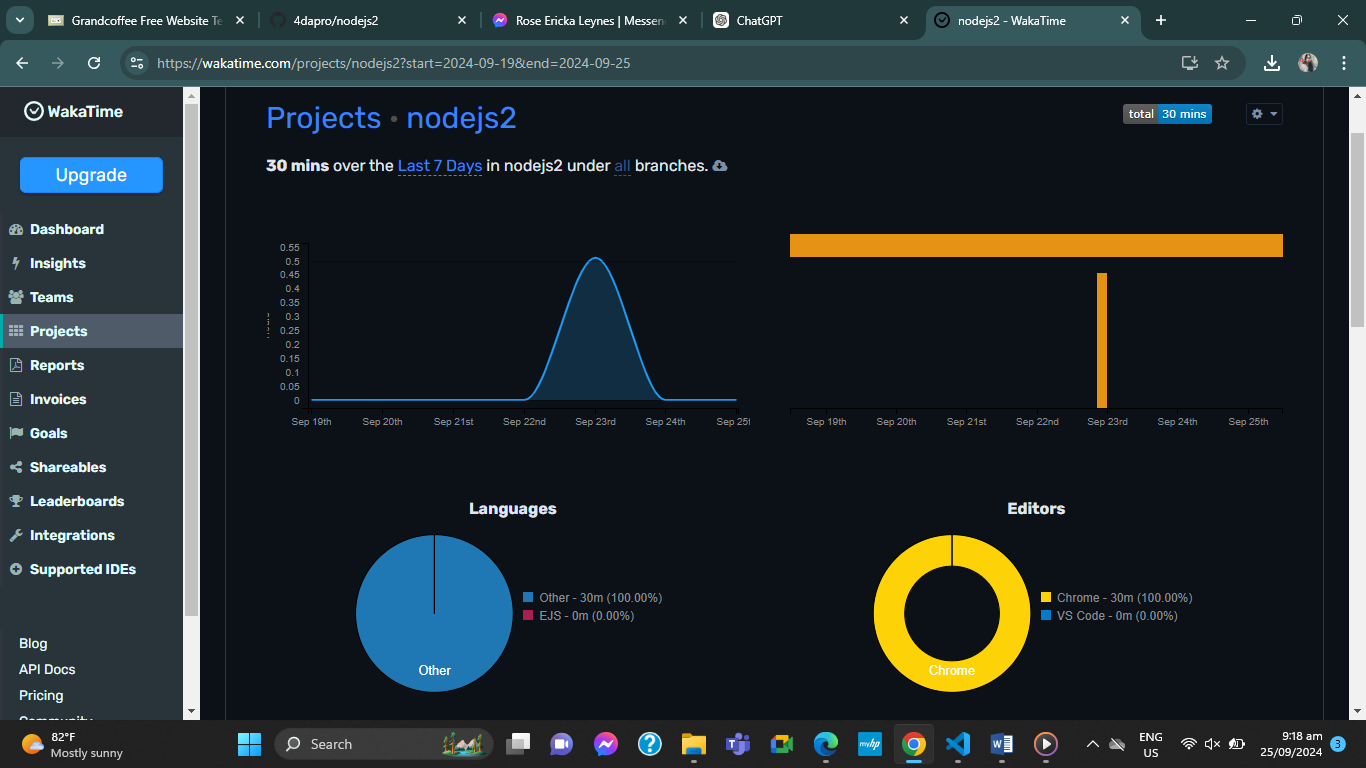 Grandcoffee Free Website Te
4dapro/nodejs2
Rose Ericka Leynes | Messen
ChatGPT
nodejs2 - WakaTime
https://wakatime.com/projects/nodejs2?start=2024-09-19&end=2024-09-25
WakaTime
Upgrade
Dashboard
Insights
Teams
Projects
Reports
Invoices
Goals
Shareables
Leaderboards
Integrations
Supported IDEs
Blog
API Docs
Pricing
Community
Projects • nodejs2
total 30 mins
30 mins over the Last 7 Days in nodejs2 under all branches.
0.55
0.5
0.45
0.4
0.35
0.3
0.25
0.2
0.15
0.1
0.05
0
Sep 19th Sep 20th Sep 21st Sep 22nd Sep 23rd Sep 24th Sep 25t
Sep 19th Sep 20th Sep 21st Sep 22nd Sep 23rd Sep 24th Sep 25th
Languages
Other - 30m (100.00%)
EJS - 0m (0.00%)
Other
Editors
Chrome - 30m (100.00%)
VS Code - 0m (0.00%)
Chrome
82°F
Mostly sunny
Search
myhp
ENG
US
9:18 am
25/09/2024
3